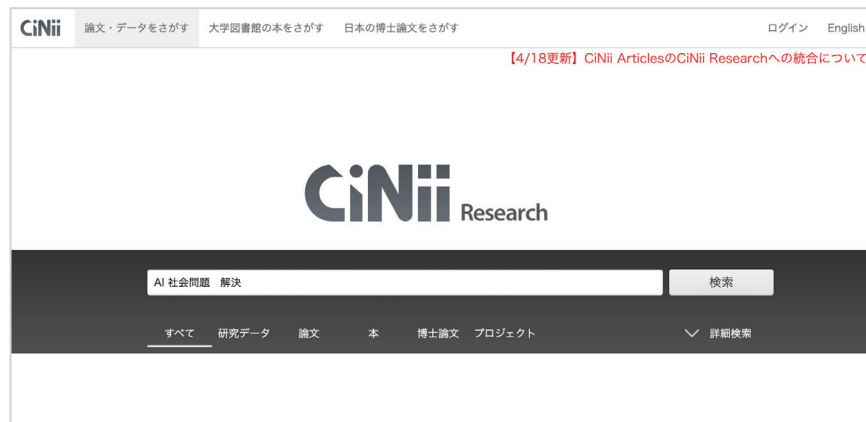 CiNii 論文・データをさがす 大学図書館の本をさがす 日本の博士論文をさがす ログイン English
【4/18更新】CiNii ArticlesのCiNii Researchへの統合について
CiNii Research
AI 社会問題　解決 検索
すべて 研究データ 論文 本 博士論文 プロジェクト 詳細検索